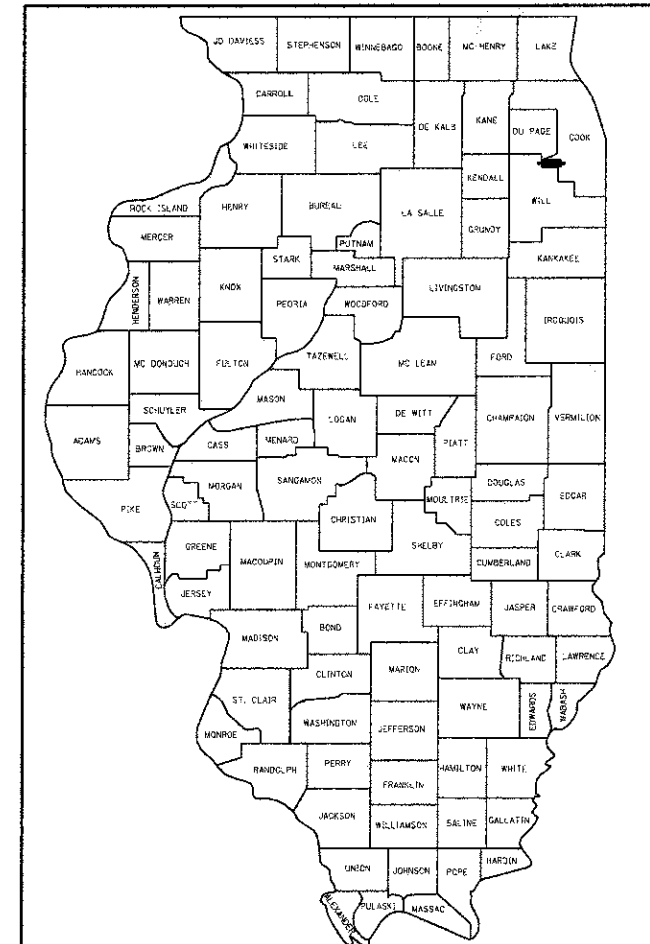 JO DAVIESS STEPHENSON WINNEBAGO BOONE MC HENRY LAKE
CARROLL OGLE
DE KALB KANE DU PAGE COOK
WHITESIDE LEE
KENDALL WILL
ROCK ISLAND HENRY BUREAU LA SALLE
GRUNDY
MERCER PUTNAM
STARK MARSHALL KANKAKEE
HENDERSON WARREN KNOX PEORIA WOODFORD LIVINGSTON
IROQUOIS
HANCOCK MC DONOUGH FULTON TAZEWELL MC LEAN FORD
MASON
SCHUYLER LOGAN DE WITT CHAMPAIGN VERMILION
ADAMS BROWN CASS MENARD MACON PIATT
PIKE SCOTT MORGAN SANGAMON MOULTRIE DOUGLAS EDGAR
CHRISTIAN COLES
CALHOUN GREENE MACOUPIN MONTGOMERY SHELBY CUMBERLAND CLARK
JERSEY FAYETTE EFFINGHAM JASPER CRAWFORD
MADISON BOND
CLAY RICHLAND LAWRENCE
CLINTON MARION
ST. CLAIR WAYNE EDWARDS WABASH
MONROE WASHINGTON JEFFERSON
RANDOLPH PERRY HAMILTON WHITE
FRANKLIN
JACKSON WILLIAMSON SALINE GALLATIN
UNION JOHNSON POPE HARDIN
ALEXANDER PULASKI MASSAC